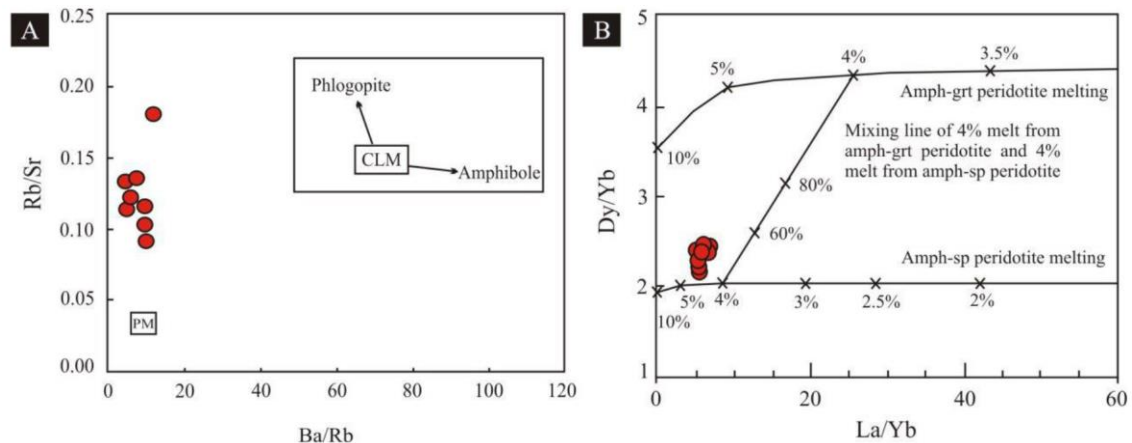 A
0.25
0.20
0.15
0.10
0.05
0.00
Rb/Sr
Phlogopite
CLM
Amphibole
PM
0
20
40
60
80
100
120
Ba/Rb
B
5
4
3
2
1
Dy/Yb
10%
5%
4%
3.5%
Amph-grt peridotite melting
Mixing line of 4% melt from
amph-grt peridotite and 4%
melt from amph-sp peridotite
80%
60%
Amph-sp peridotite melting
10%
5%
4%
3%
2.5%
2%
0
20
40
60
La/Yb